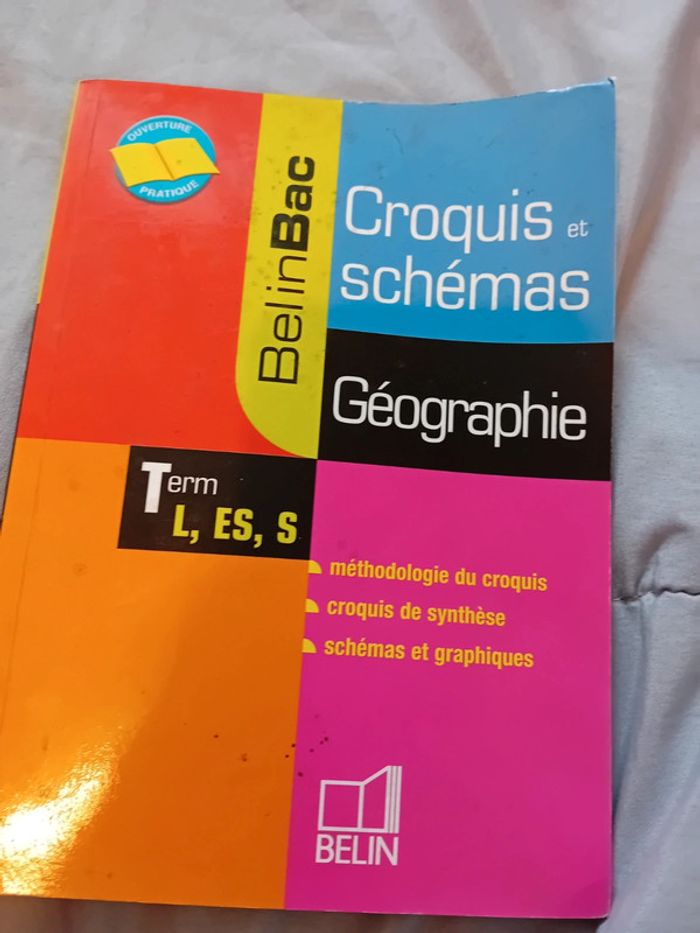 OUVERTURE
PRATIQUE
BelinBac
Croquis et
schémas
Géographie
Term
L, ES, S
méthodologie du croquis
croquis de synthèse
schémas et graphiques
BELIN